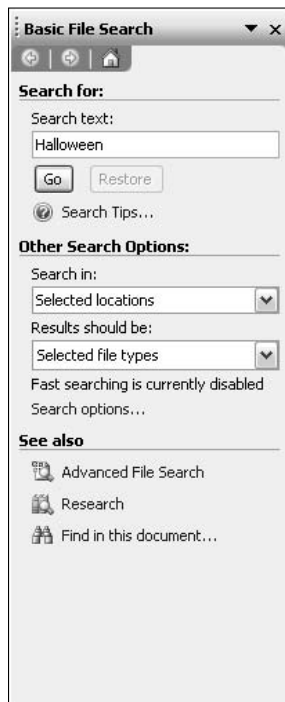 Basic File Search
Search for:
Search text:
Halloween
Go Restore
Search Tips...
Other Search Options:
Search in:
Selected locations
Results should be:
Selected file types
Fast searching is currently disabled
Search options...
See also
Advanced File Search
Research
Find in this document...